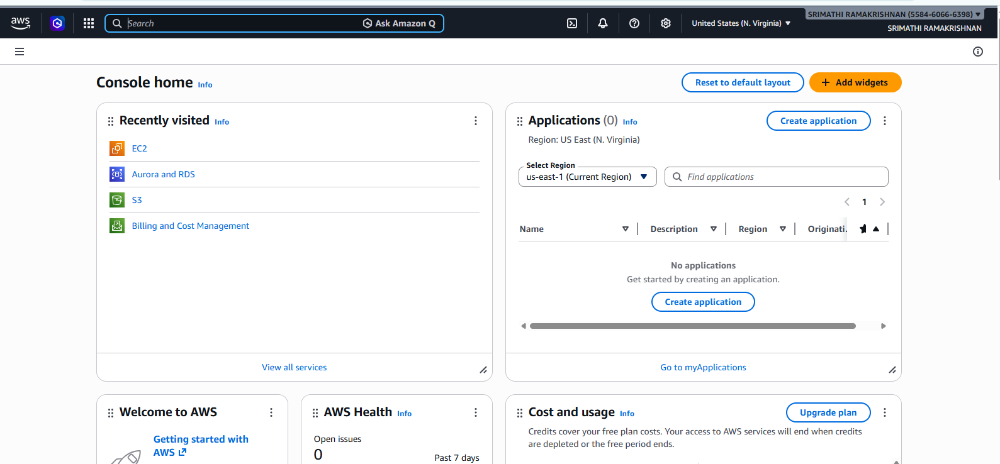 aws
Search
Ask Amazon Q
United States (N. Virginia)
SRIMATHI RAMAKRISHNAN (5584-6066-6398)
SRIMATHI RAMAKRISHNAN
Console home Info
Reset to default layout
Add widgets
Recently visited Info
EC2
Aurora and RDS
S3
Billing and Cost Management
View all services
Applications (0) Info
Create application
Region: US East (N. Virginia)
Select Region
us-east-1 (Current Region)
Find applications
1
Name
Description
Region
Originati.
No applications
Get started by creating an application.
Create application
Go to myApplications
Welcome to AWS
Getting started with
AWS
AWS Health Info
Open issues
0
Past 7 days
Cost and usage Info
Upgrade plan
Credits cover your free plan costs. Your access to AWS services will end when credits
are depleted or the free period ends.